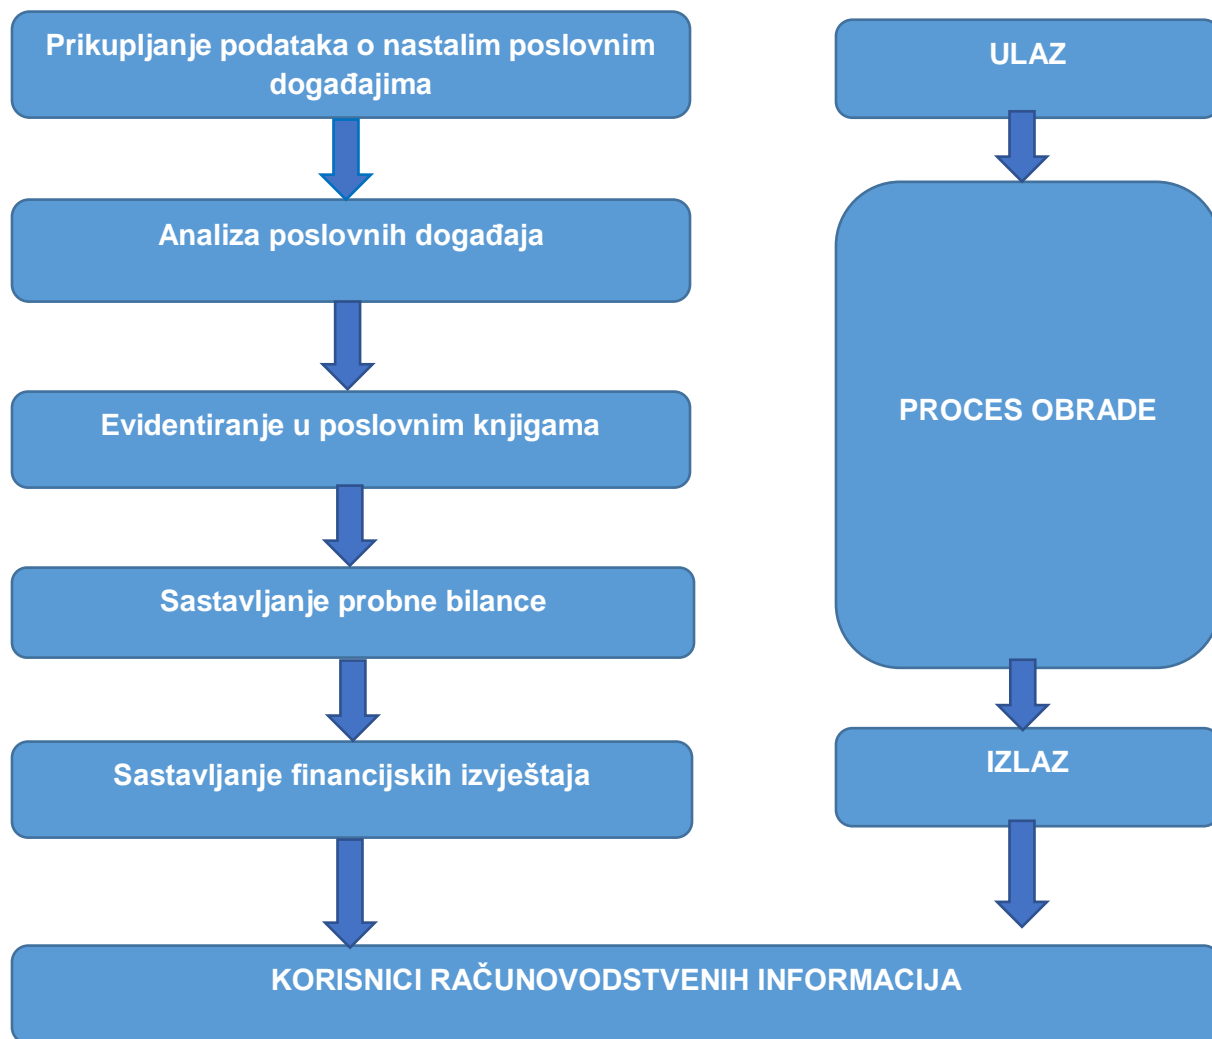 Prikupljanje podataka o nastalim poslovnim
događajima
ULAZ
Analiza poslovnih događaja
PROCES OBRADE
Evidentiranje u poslovnim knjigama
Sastavljanje probne bilance
Sastavljanje financijskih izvještaja
IZLAZ
KORISNICI RAČUNOVODSTVENIH INFORMACIJA